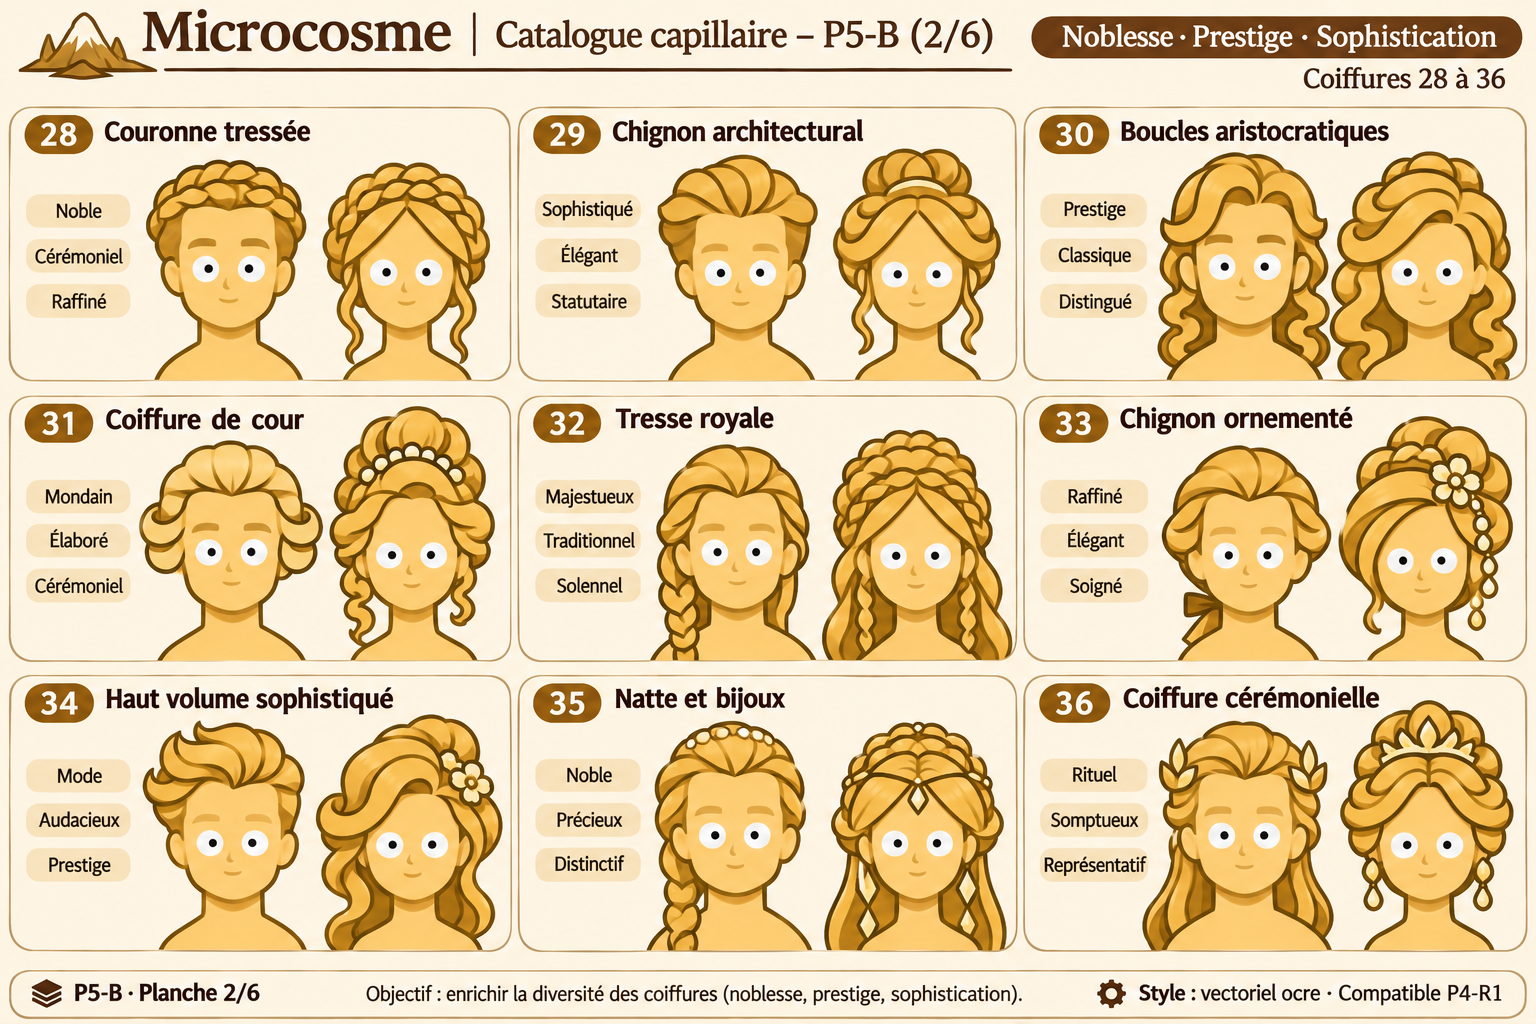 Microcosme | Catalogue capillaire – P5-B (2/6)
Noblesse · Prestige · Sophistication
Coiffures 28 à 36
28 Couronne tressée
Noble
Cérémoniel
Raffiné
29 Chignon architectural
Sophistiqué
Élégant
Statutaire
30 Boucles aristocratiques
Prestige
Classique
Distingué
31 Coiffure de cour
Mondain
Élaboré
Cérémoniel
32 Tresse royale
Majestueux
Traditionnel
Solennel
33 Chignon ornementé
Raffiné
Élégant
Soigné
34 Haut volume sophistiqué
Mode
Audacieux
Prestige
35 Natte et bijoux
Noble
Précieux
Distinctif
36 Coiffure cérémonielle
Rituel
Somptueux
Représentatif
P5-B · Planche 2/6
Objectif : enrichir la diversité des coiffures (noblesse, prestige, sophistication).
Style : vectoriel ocre · Compatible P4-R1